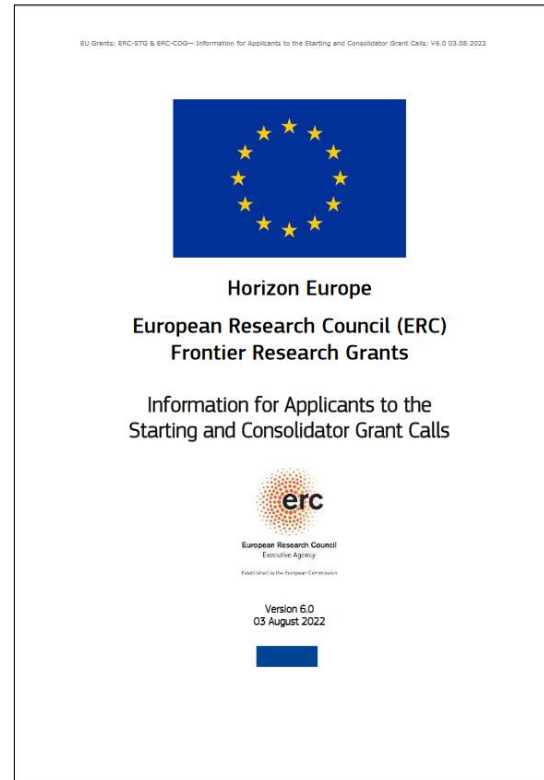 EU Grants: ERC-STG & ERC-COG— Information for Applicants to the Starting and Consolidator Grant Calls: V6.0 03.08.2022
Horizon Europe
European Research Council (ERC)
Frontier Research Grants
Information for Applicants to the
Starting and Consolidator Grant Calls
erc
European Research Council
Executive Agency
Established by the European Commission
Version 6.0
03 August 2022